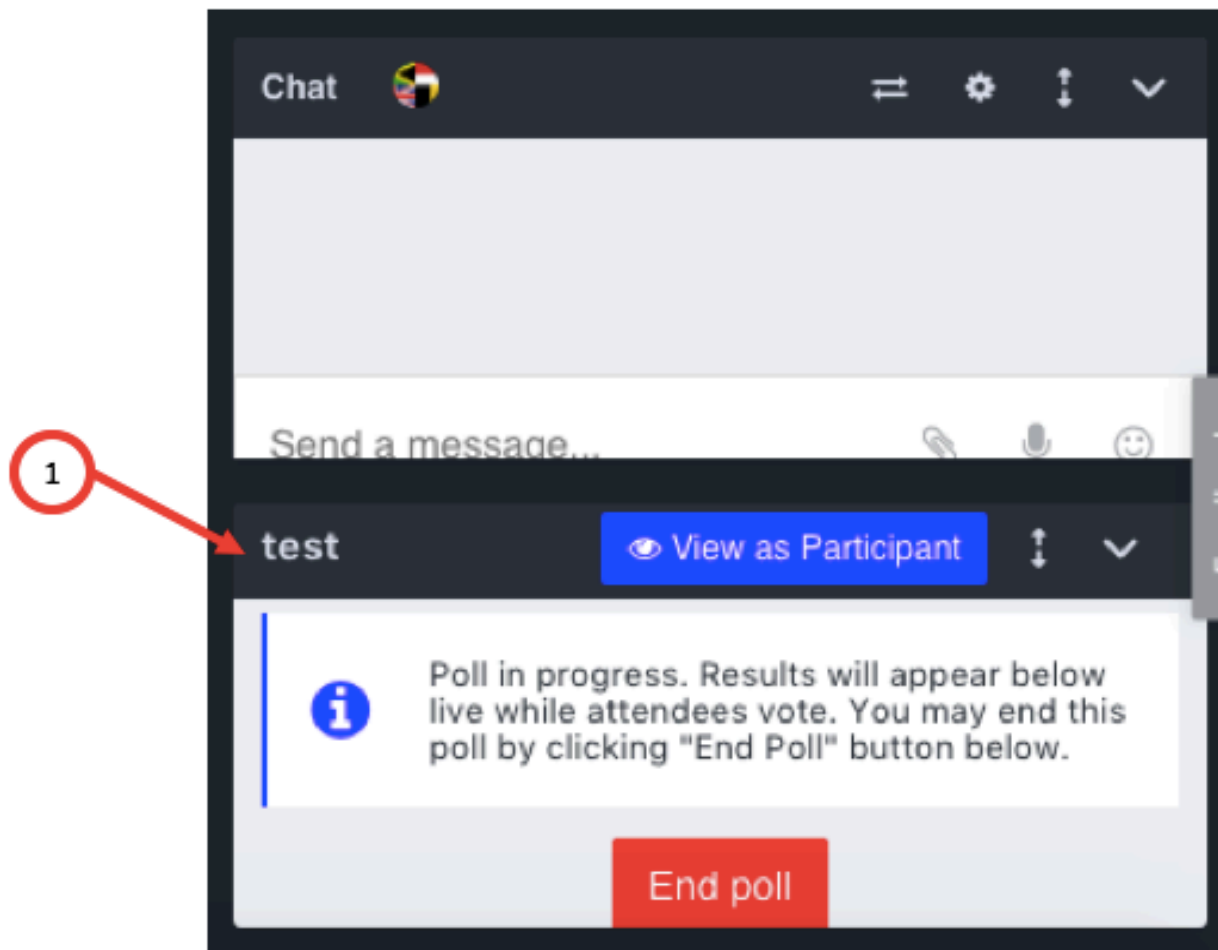 Chat
Send a message...
1
test
View as Participant
Poll in progress. Results will appear below
live while attendees vote. You may end this
poll by clicking "End Poll" button below.
End poll